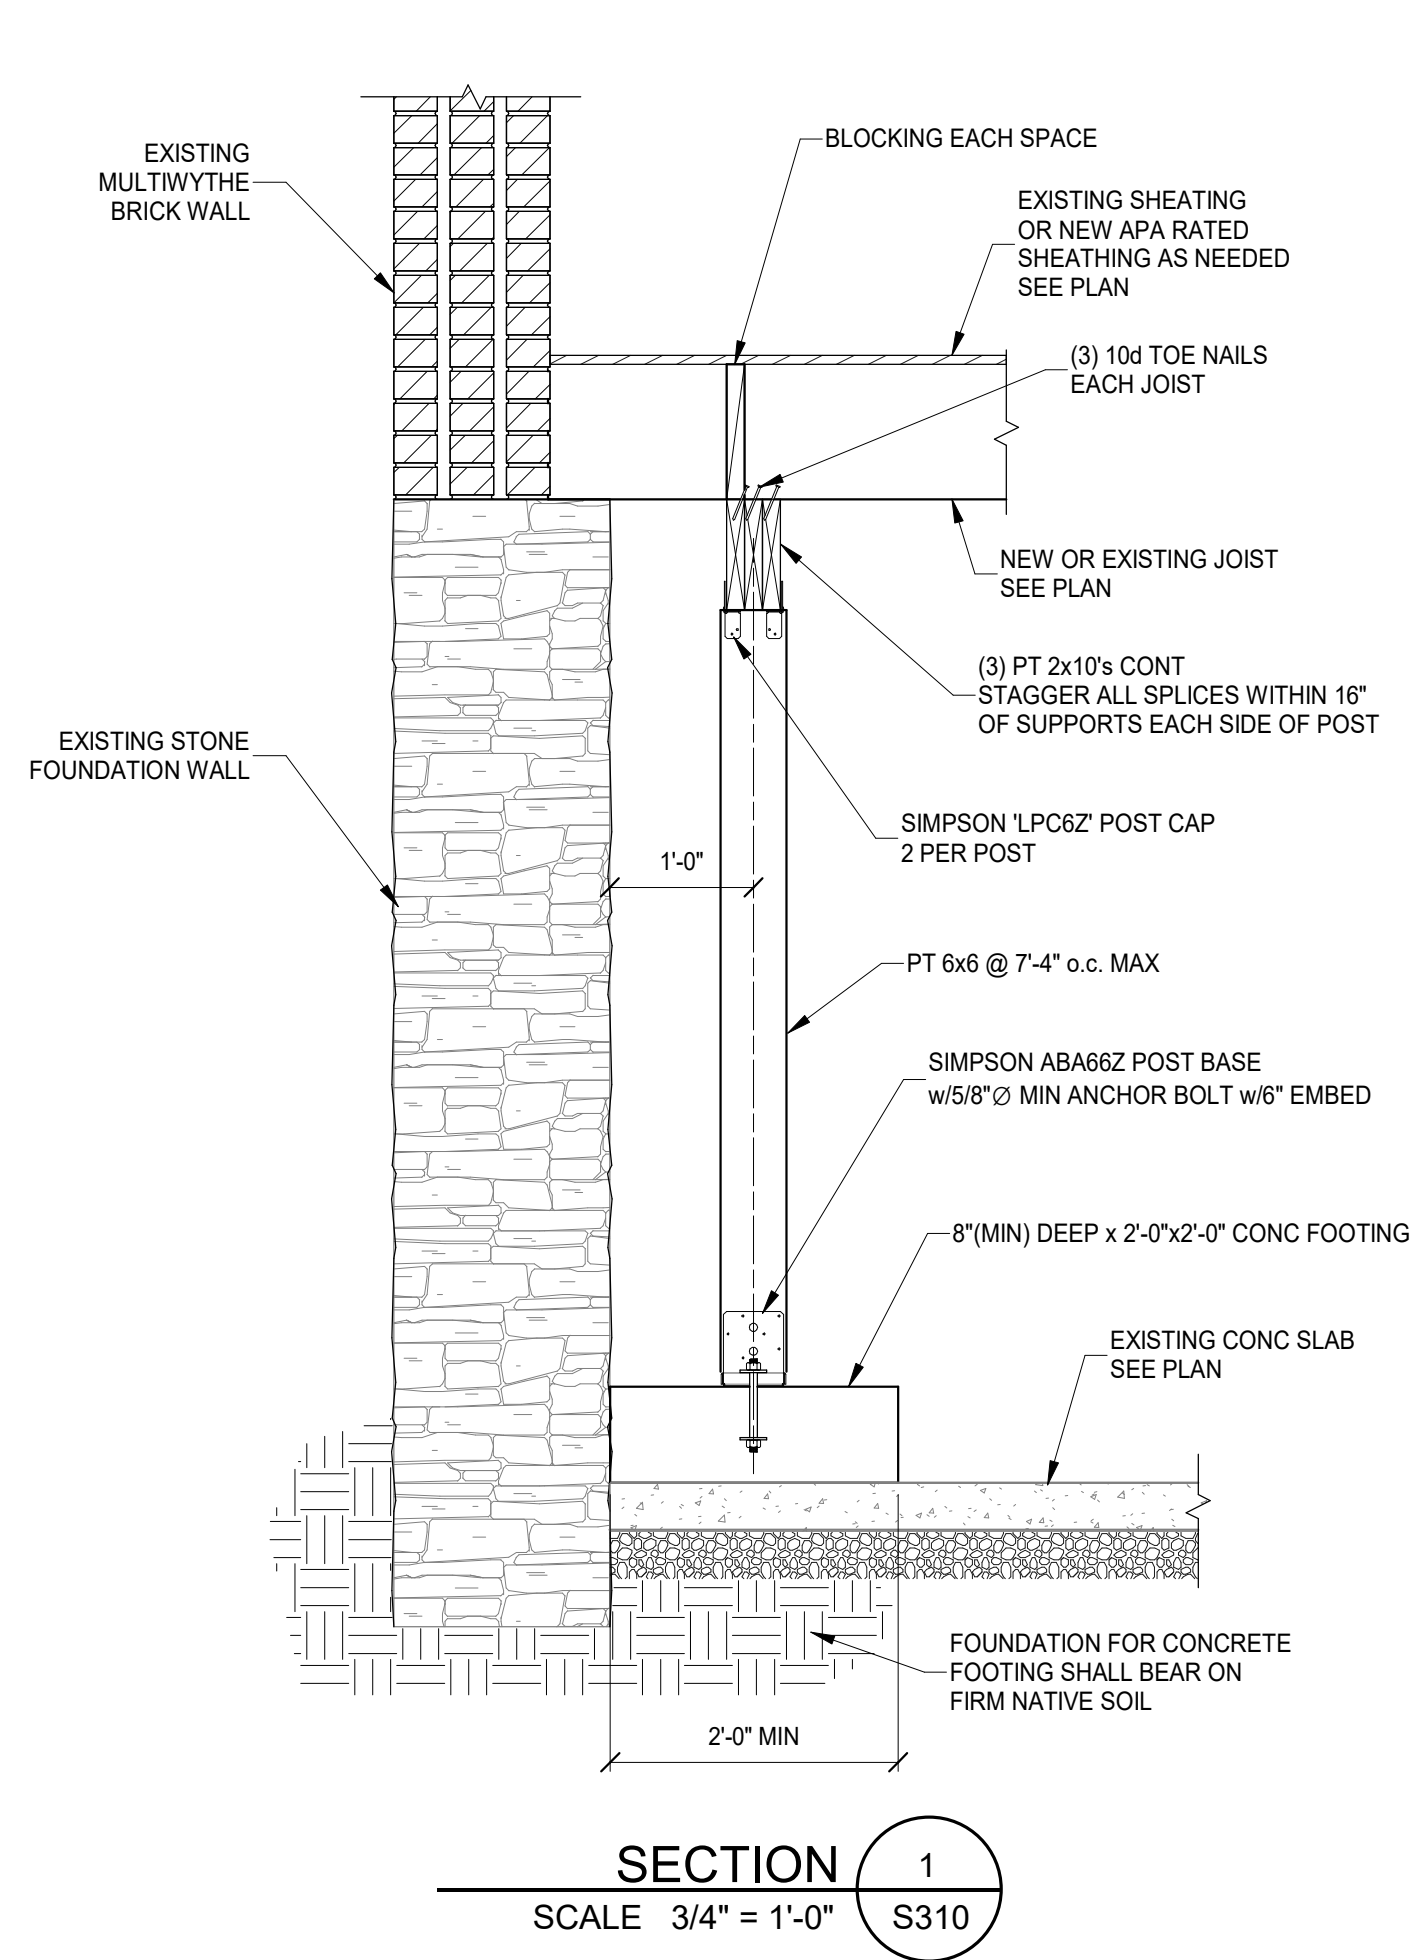 EXISTING
MULTIWYTHE
BRICK WALL
BLOCKING EACH SPACE
EXISTING SHEATING
OR NEW APA RATED
SHEATHING AS NEEDED
SEE PLAN
(3) 10d TOE NAILS
EACH JOIST
NEW OR EXISTING JOIST
SEE PLAN
(3) PT 2x10's CONT
STAGGER ALL SPLICES WITHIN 16"
OF SUPPORTS EACH SIDE OF POST
EXISTING STONE
FOUNDATION WALL
SIMPSON 'LPC6Z' POST CAP
2 PER POST
1'-0"
PT 6x6 @ 7'-4" o.c. MAX
SIMPSON ABA66Z POST BASE
w/5/8"∅ MIN ANCHOR BOLT w/6" EMBED
8"(MIN) DEEP x 2'-0"x2'-0" CONC FOOTING
EXISTING CONC SLAB
SEE PLAN
FOUNDATION FOR CONCRETE
FOOTING SHALL BEAR ON
FIRM NATIVE SOIL
2'-0" MIN
SECTION
1
SCALE 3/4" = 1'-0"
S310